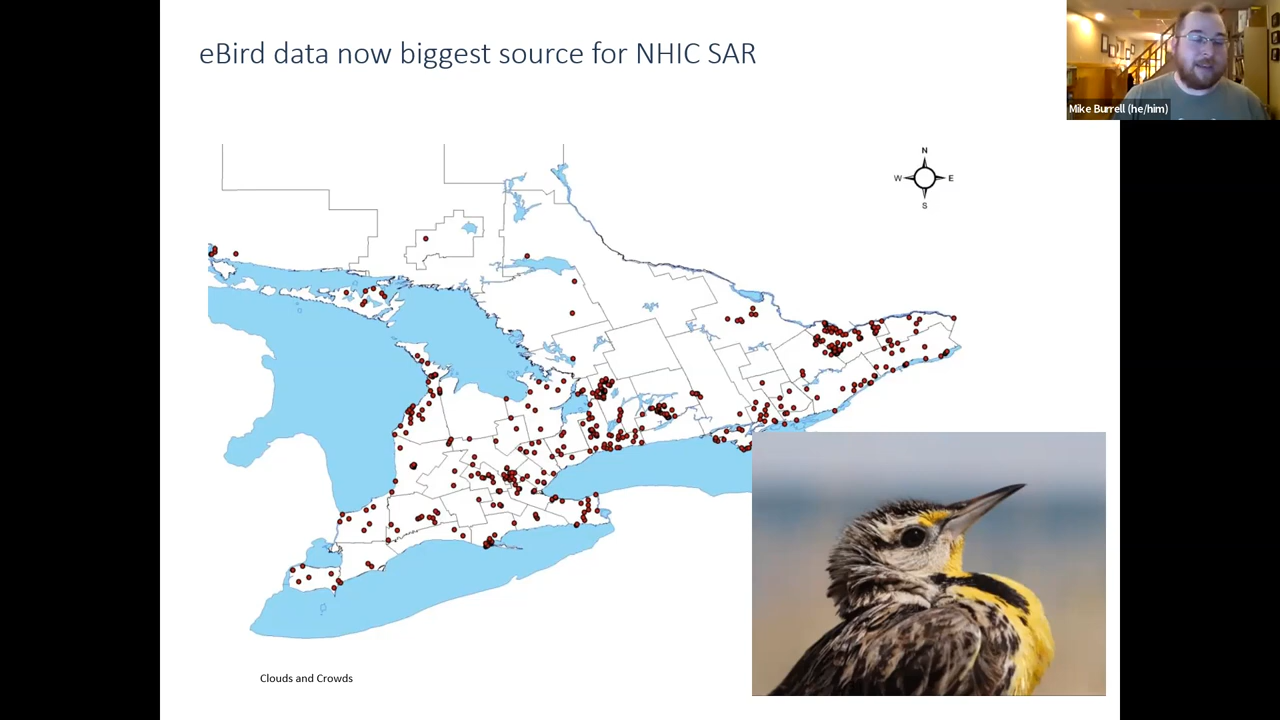 eBird data now biggest source for NHIC SAR
Mike Burrell (he/him)
N
W E
S
Clouds and Crowds